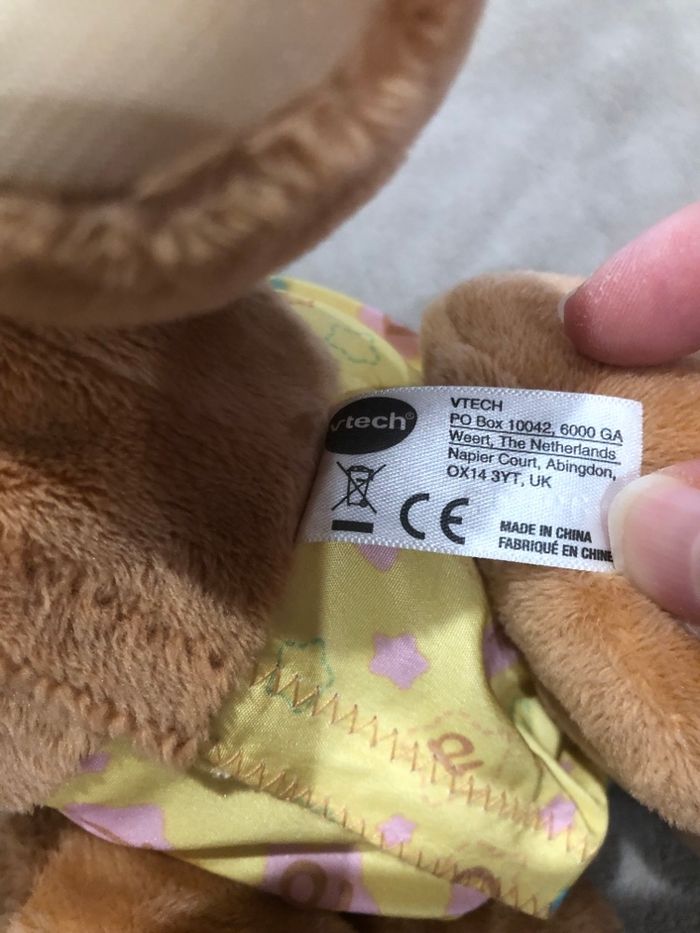 vtech®
VTECH
PO Box 10042, 6000 GA
Weert, The Netherlands
Napier Court, Abingdon,
OX14 3YT, UK
CE
MADE IN CHINA
FABRIQUÉ EN CHINE